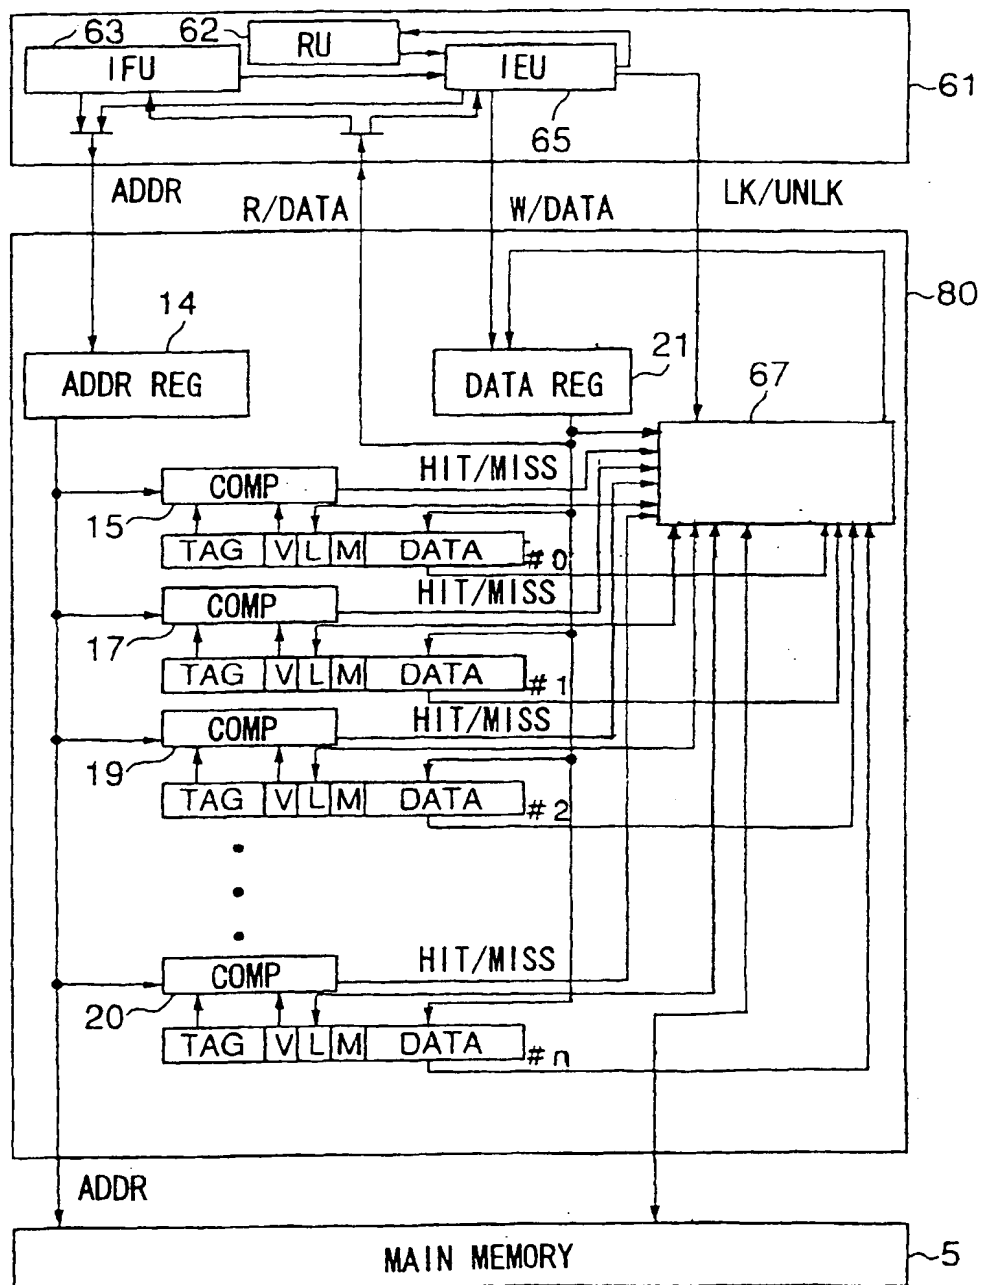 63
62
RU
IFU
IEU
61
65
ADDR
R/DATA
W/DATA
LK/UNLK
80
14
21
ADDR REG
DATA REG
67
HIT/MISS
COMP
15
TAG V L M DATA #0
HIT/MISS
COMP
17
TAG V L M DATA #1
HIT/MISS
COMP
19
TAG V L M DATA #2
HIT/MISS
COMP
20
TAG V L M DATA #n
ADDR
MAIN MEMORY
5